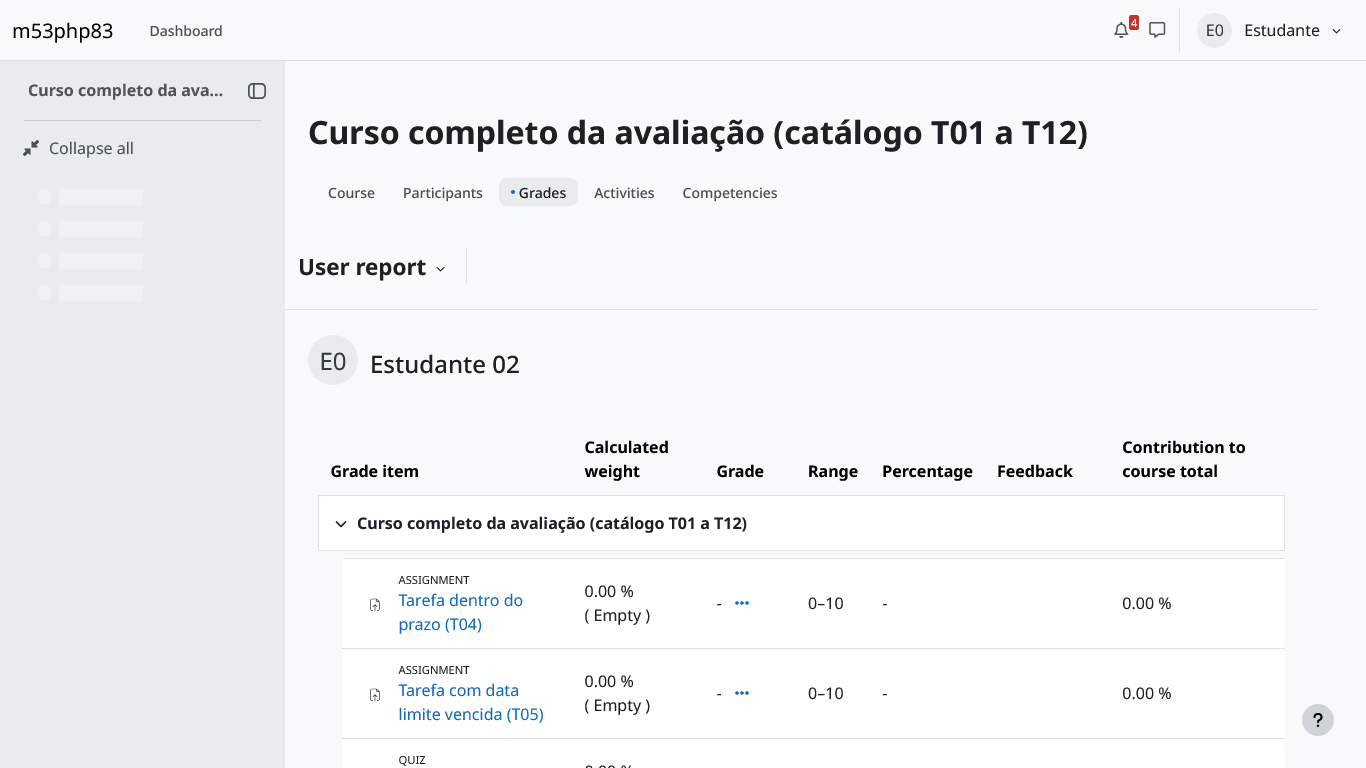 m53php83
Dashboard
4
E0
Estudante
Curso completo da ava...
Collapse all
Curso completo da avaliação (catálogo T01 a T12)
Course
Participants
Grades
Activities
Competencies
User report
E0
Estudante 02
Grade item
Calculated
weight
Grade
Range
Percentage
Feedback
Contribution to
course total
Curso completo da avaliação (catálogo T01 a T12)
ASSIGNMENT
Tarefa dentro do
prazo (T04)
0.00 %
( Empty )
-
0–10
-
0.00 %
ASSIGNMENT
Tarefa com data
limite vencida (T05)
0.00 %
( Empty )
-
0–10
-
0.00 %
?
QUIZ